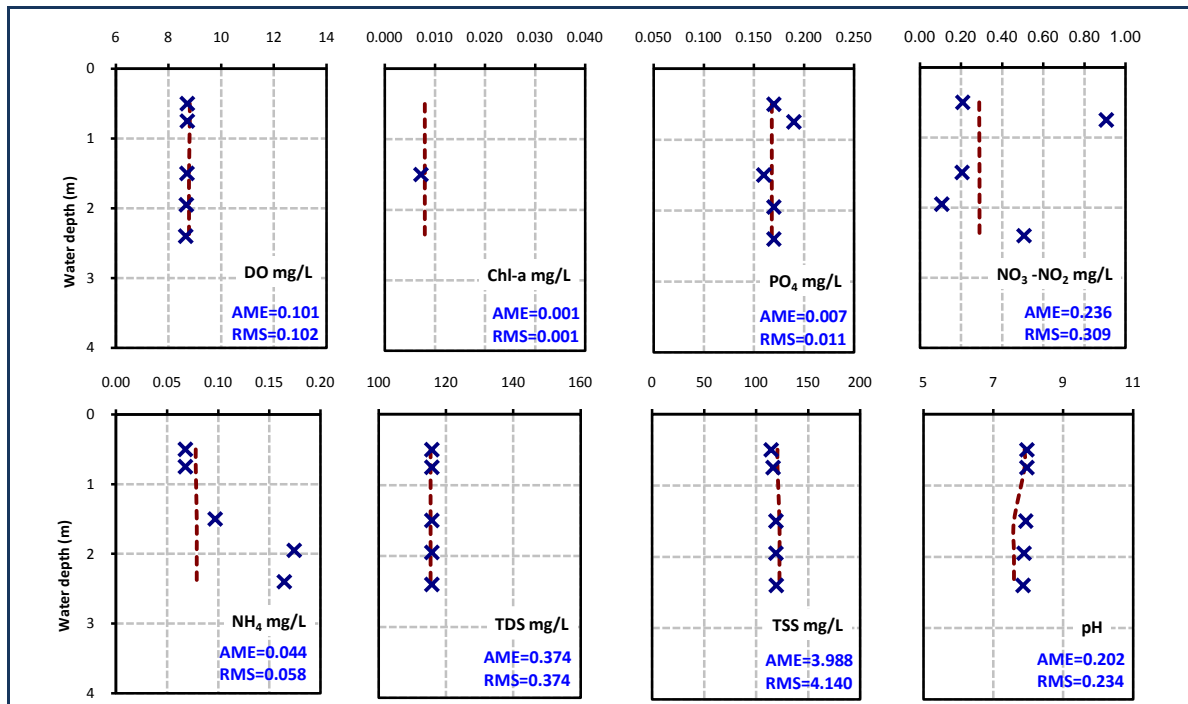 6 8 10 12 14
0.000 0.010 0.020 0.030 0.040
0.050 0.100 0.150 0.200 0.250
0.00 0.20 0.40 0.60 0.80 1.00
0
1
2
3
4
Water depth (m)
DO mg/L
AME=0.101
RMS=0.102
Chl-a mg/L
AME=0.001
RMS=0.001
PO₄ mg/L
AME=0.007
RMS=0.011
NO₃ -NO₂ mg/L
AME=0.236
RMS=0.309
0.00 0.05 0.10 0.15 0.20
100 120 140 160
0 50 100 150 200
5 7 9 11
0
1
2
3
4
Water depth (m)
NH₄ mg/L
AME=0.044
RMS=0.058
TDS mg/L
AME=0.374
RMS=0.374
TSS mg/L
AME=3.988
RMS=4.140
pH
AME=0.202
RMS=0.234